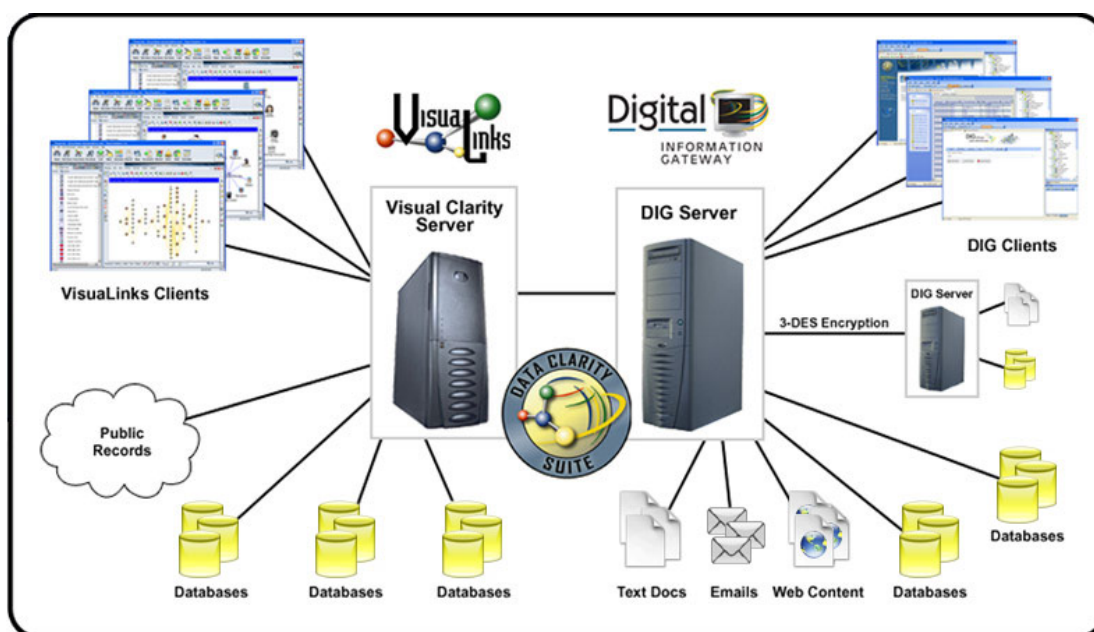 VISUAL
LINKS
Digital
INFORMATION
GATEWAY
Visual Clarity
Server
DIG Server
VisuaLinks Clients
DIG Clients
DIG Server
3-DES Encryption
DATA CLARITY
SUITE
Public
Records
Databases
Databases
Databases
Text Docs
Emails
Web Content
Databases
Databases